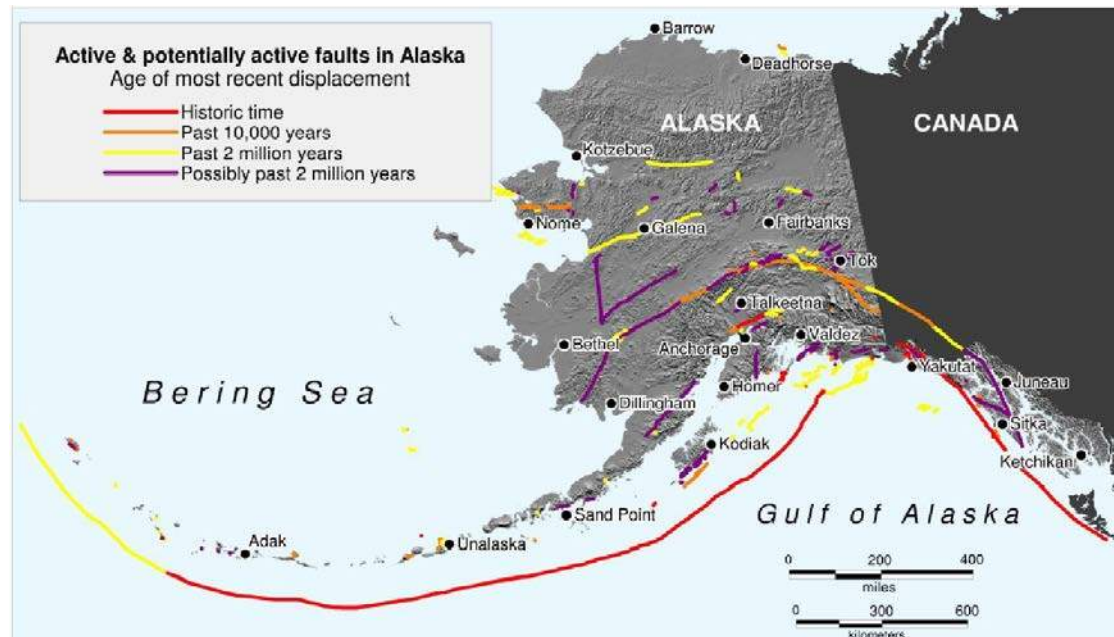 Active & potentially active faults in Alaska
Age of most recent displacement
Historic time
Past 10,000 years
Past 2 million years
Possibly past 2 million years
Barrow
Deadhorse
ALASKA
CANADA
Kotzebue
Nome
Galena
Fairbanks
Tok
Talkeetna
Bethel
Anchorage
Valdez
Yakutat
Juneau
Homer
Bering Sea
Dillingham
Sitka
Kodiak
Ketchikan
Sand Point
Gulf of Alaska
Adak
Unalaska
0 200 400
miles
0 300 600
kilometers